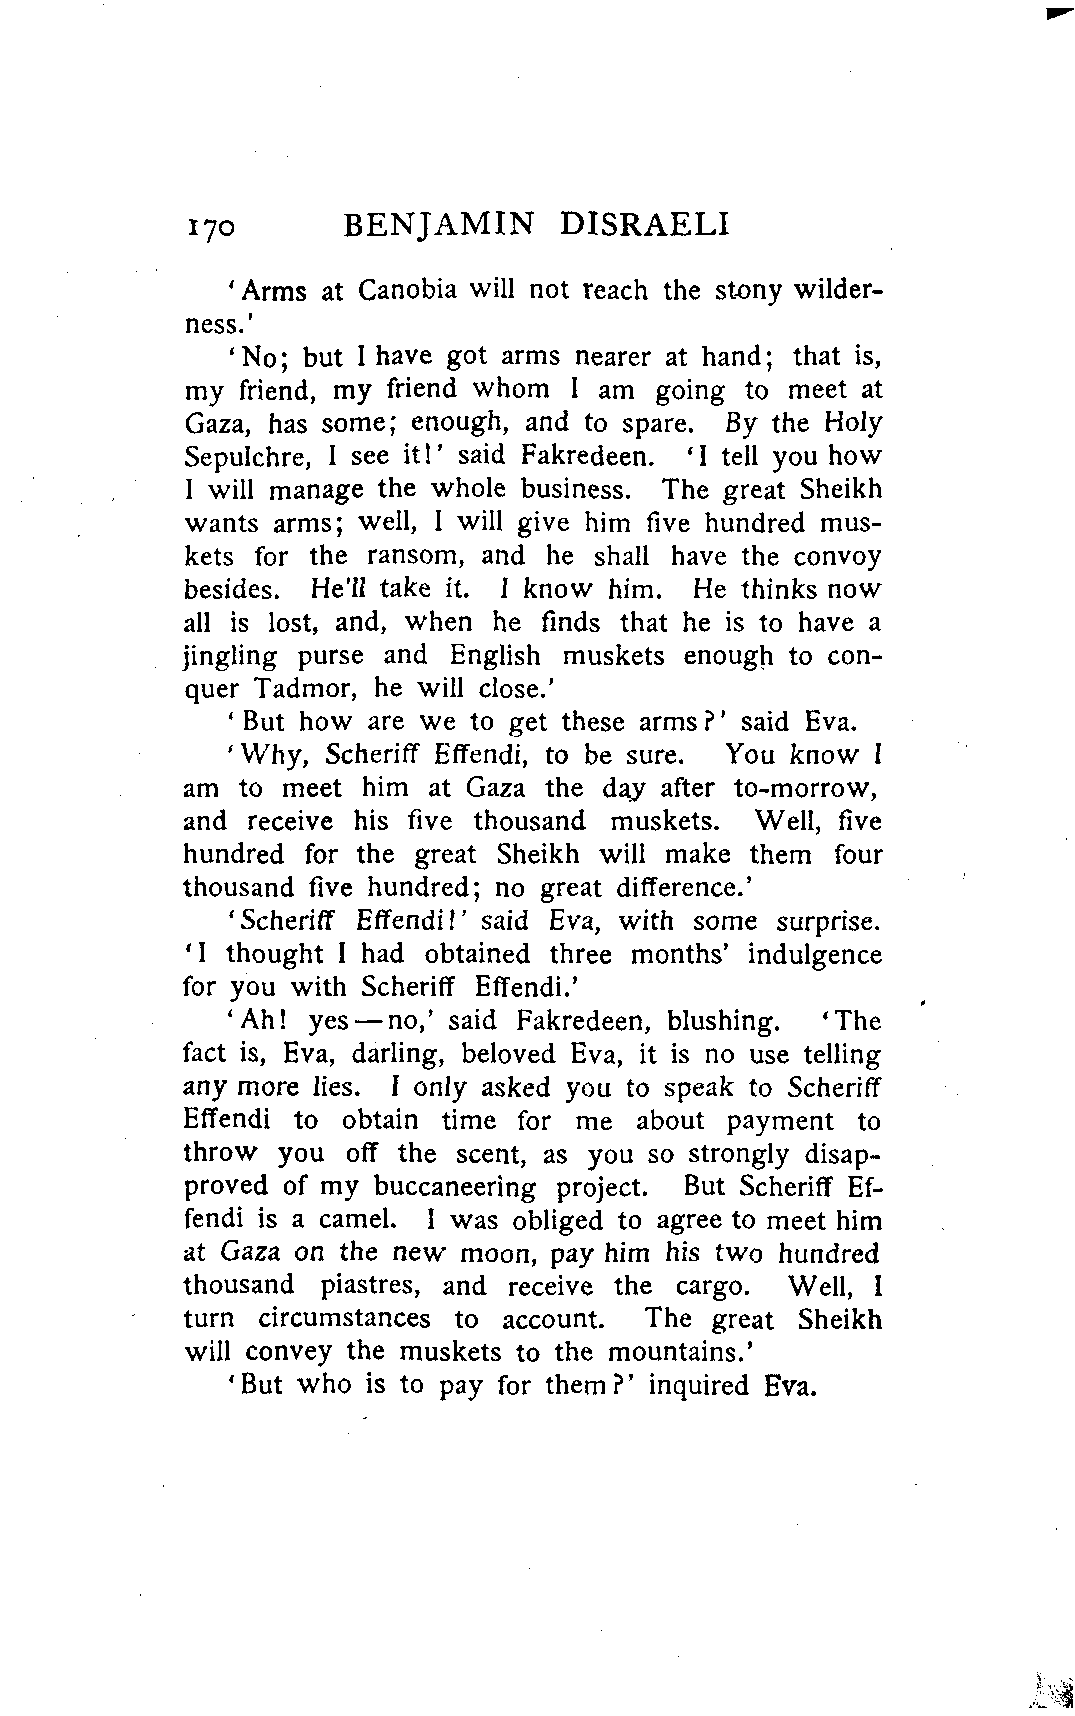 170 BENJAMIN DISRAELI
'Arms at Canobia will not reach the stony wilder-
ness.'
'No; but I have got arms nearer at hand; that is,
my friend, my friend whom I am going to meet at
Gaza, has some; enough, and to spare. By the Holy
Sepulchre, I see it!' said Fakredeen. 'I tell you how
I will manage the whole business. The great Sheikh
wants arms; well, I will give him five hundred mus-
kets for the ransom, and he shall have the convoy
besides. He'll take it. I know him. He thinks now
all is lost, and, when he finds that he is to have a
jingling purse and English muskets enough to con-
quer Tadmor, he will close.'
'But how are we to get these arms?' said Eva.
'Why, Scheriff Effendi, to be sure. You know I
am to meet him at Gaza the day after to-morrow,
and receive his five thousand muskets. Well, five
hundred for the great Sheikh will make them four
thousand five hundred; no great difference.'
'Scheriff Effendi!' said Eva, with some surprise.
'I thought I had obtained three months' indulgence
for you with Scheriff Effendi.'
'Ah! yes—no,' said Fakredeen, blushing. 'The
fact is, Eva, darling, beloved Eva, it is no use telling
any more lies. I only asked you to speak to Scheriff
Effendi to obtain time for me about payment to
throw you off the scent, as you so strongly disap-
proved of my buccaneering project. But Scheriff Ef-
fendi is a camel. I was obliged to agree to meet him
at Gaza on the new moon, pay him his two hundred
thousand piastres, and receive the cargo. Well, I
turn circumstances to account. The great Sheikh
will convey the muskets to the mountains.'
'But who is to pay for them?' inquired Eva.